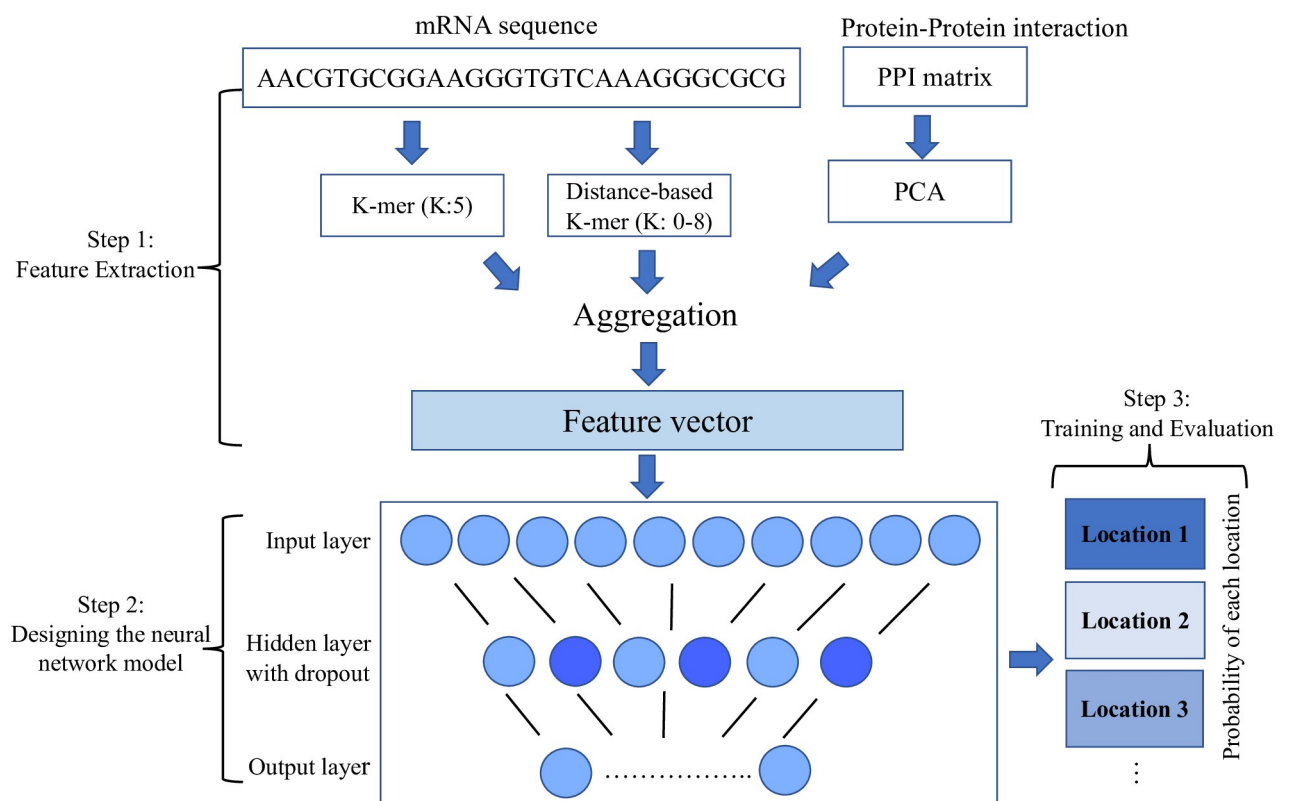 mRNA sequence
Protein-Protein interaction
AACGTGCGGAAGGGTGTCAAAGGGCGCG
PPI matrix
K-mer (K:5)
Distance-based
K-mer (K: 0-8)
PCA
Step 1:
Feature Extraction
Aggregation
Feature vector
Step 2:
Designing the neural
network model
Input layer
Hidden layer
with dropout
Output layer
.....................
Step 3:
Training and Evaluation
Location 1
Location 2
Location 3
⋮
Probability of each location